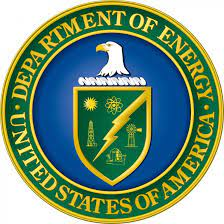 · DEPARTMENT OF ENERGY ·
UNITED STATES OF AMERICA